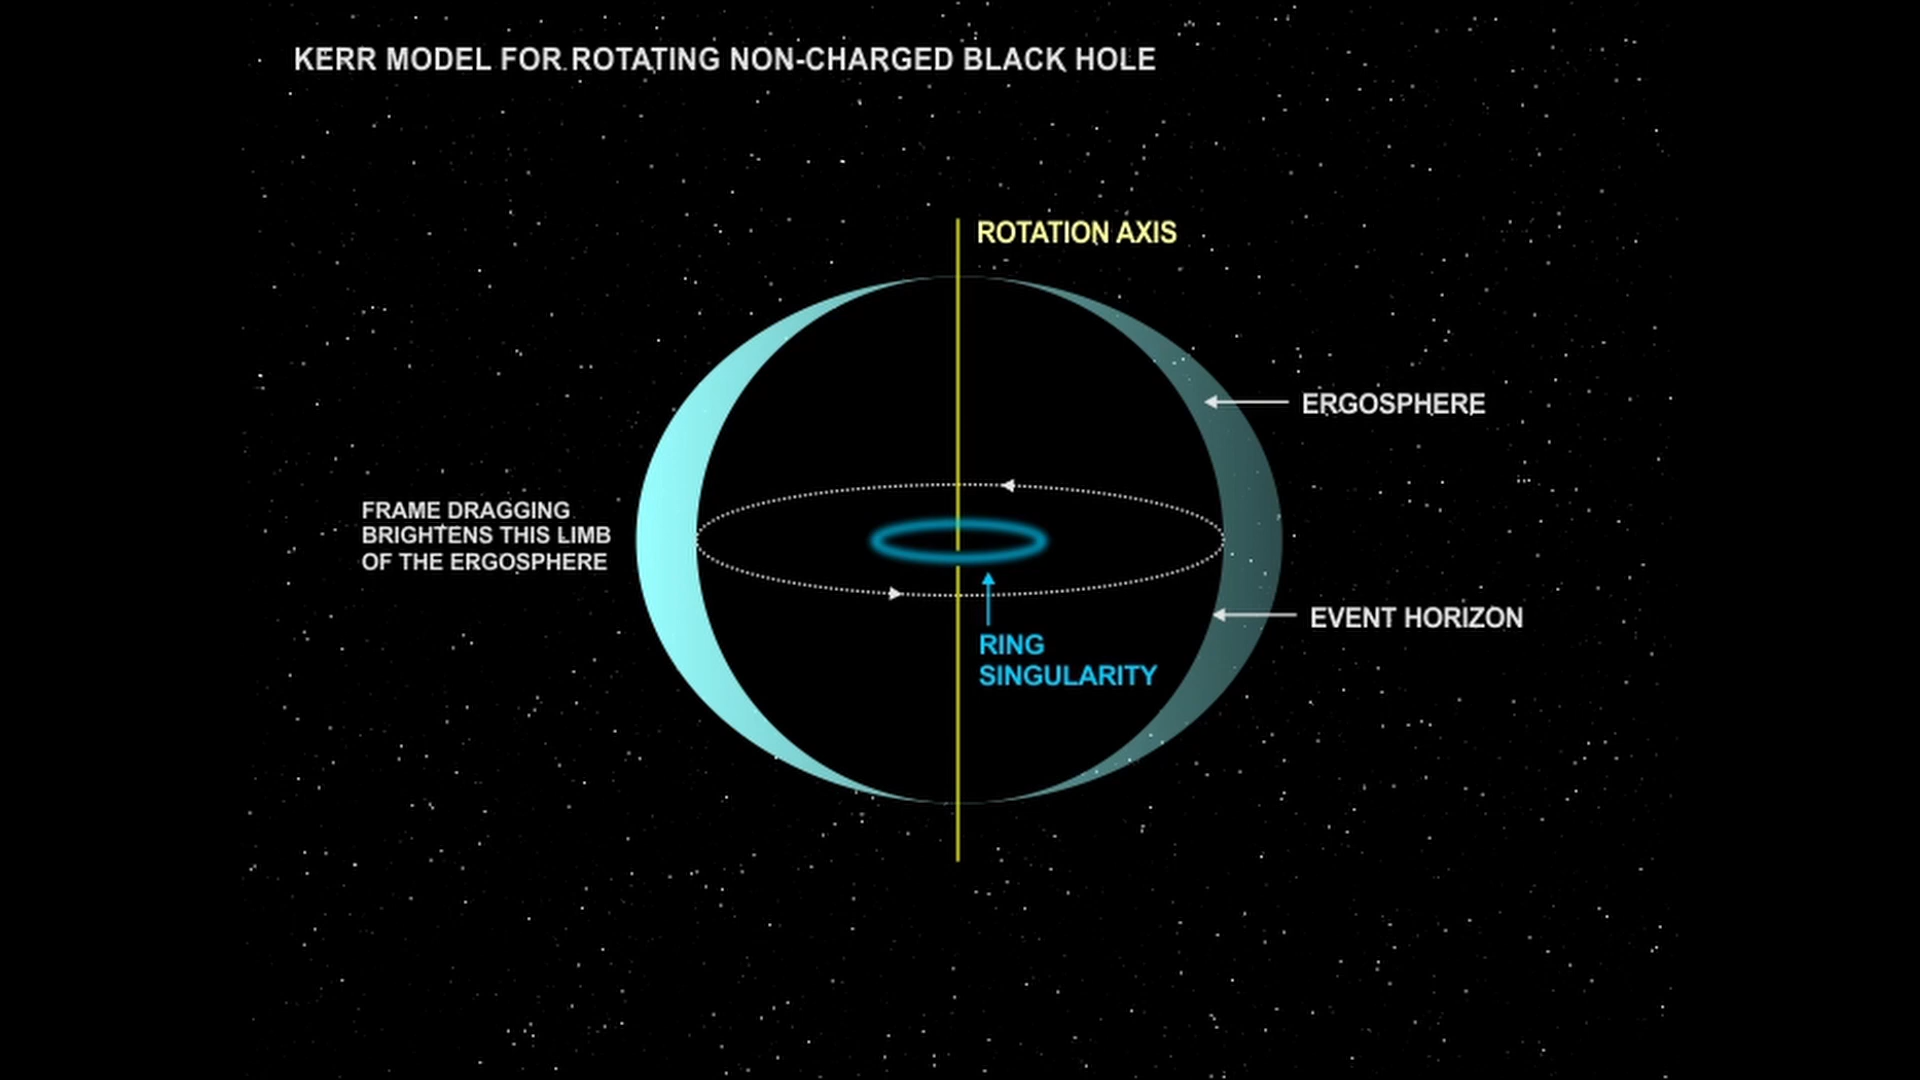 KERR MODEL FOR ROTATING NON-CHARGED BLACK HOLE
ROTATION AXIS
ERGOSPHERE
FRAME DRAGGING
BRIGHTENS THIS LIMB
OF THE ERGOSPHERE
EVENT HORIZON
RING
SINGULARITY